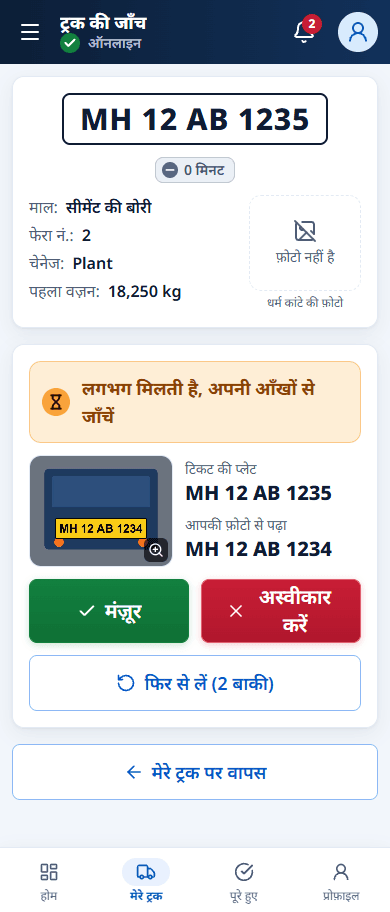 ट्रक की जाँच
ऑनलाइन
2
MH 12 AB 1235
0 मिनट
माल: सीमेंट की बोरी
फेरा नं.: 2
चेनेज: Plant
पहला वज़न: 18,250 kg
फ़ोटो नहीं है
धर्म कांटे की फ़ोटो
लगभग मिलती है, अपनी आँखों से
जाँचें
MH 12 AB 1234
टिकट की प्लेट
MH 12 AB 1235
आपकी फ़ोटो से पढ़ा
MH 12 AB 1234
मंज़ूर
अस्वीकार
करें
फिर से लें (2 बाकी)
मेरे ट्रक पर वापस
होम
मेरे ट्रक
पूरे हुए
प्रोफ़ाइल